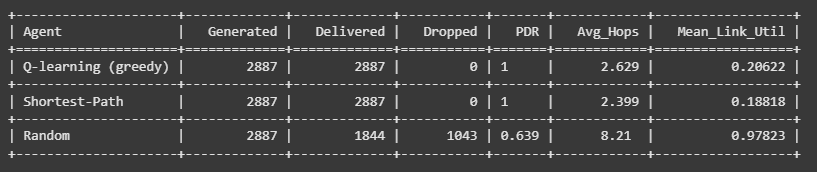 +---------------------+-------------+-------------+-----------+-------+------------+------------------+
| Agent               |   Generated |   Delivered |   Dropped |   PDR |   Avg_Hops |   Mean_Link_Util |
+=====================+=============+=============+===========+=======+============+==================+
| Q-learning (greedy) |        2887 |        2887 |         0 | 1     |      2.629 |          0.20622 |
+---------------------+-------------+-------------+-----------+-------+------------+------------------+
| Shortest-Path       |        2887 |        2887 |         0 | 1     |      2.399 |          0.18818 |
+---------------------+-------------+-------------+-----------+-------+------------+------------------+
| Random              |        2887 |        1844 |      1043 | 0.639 |      8.21  |          0.97823 |
+---------------------+-------------+-------------+-----------+-------+------------+------------------+